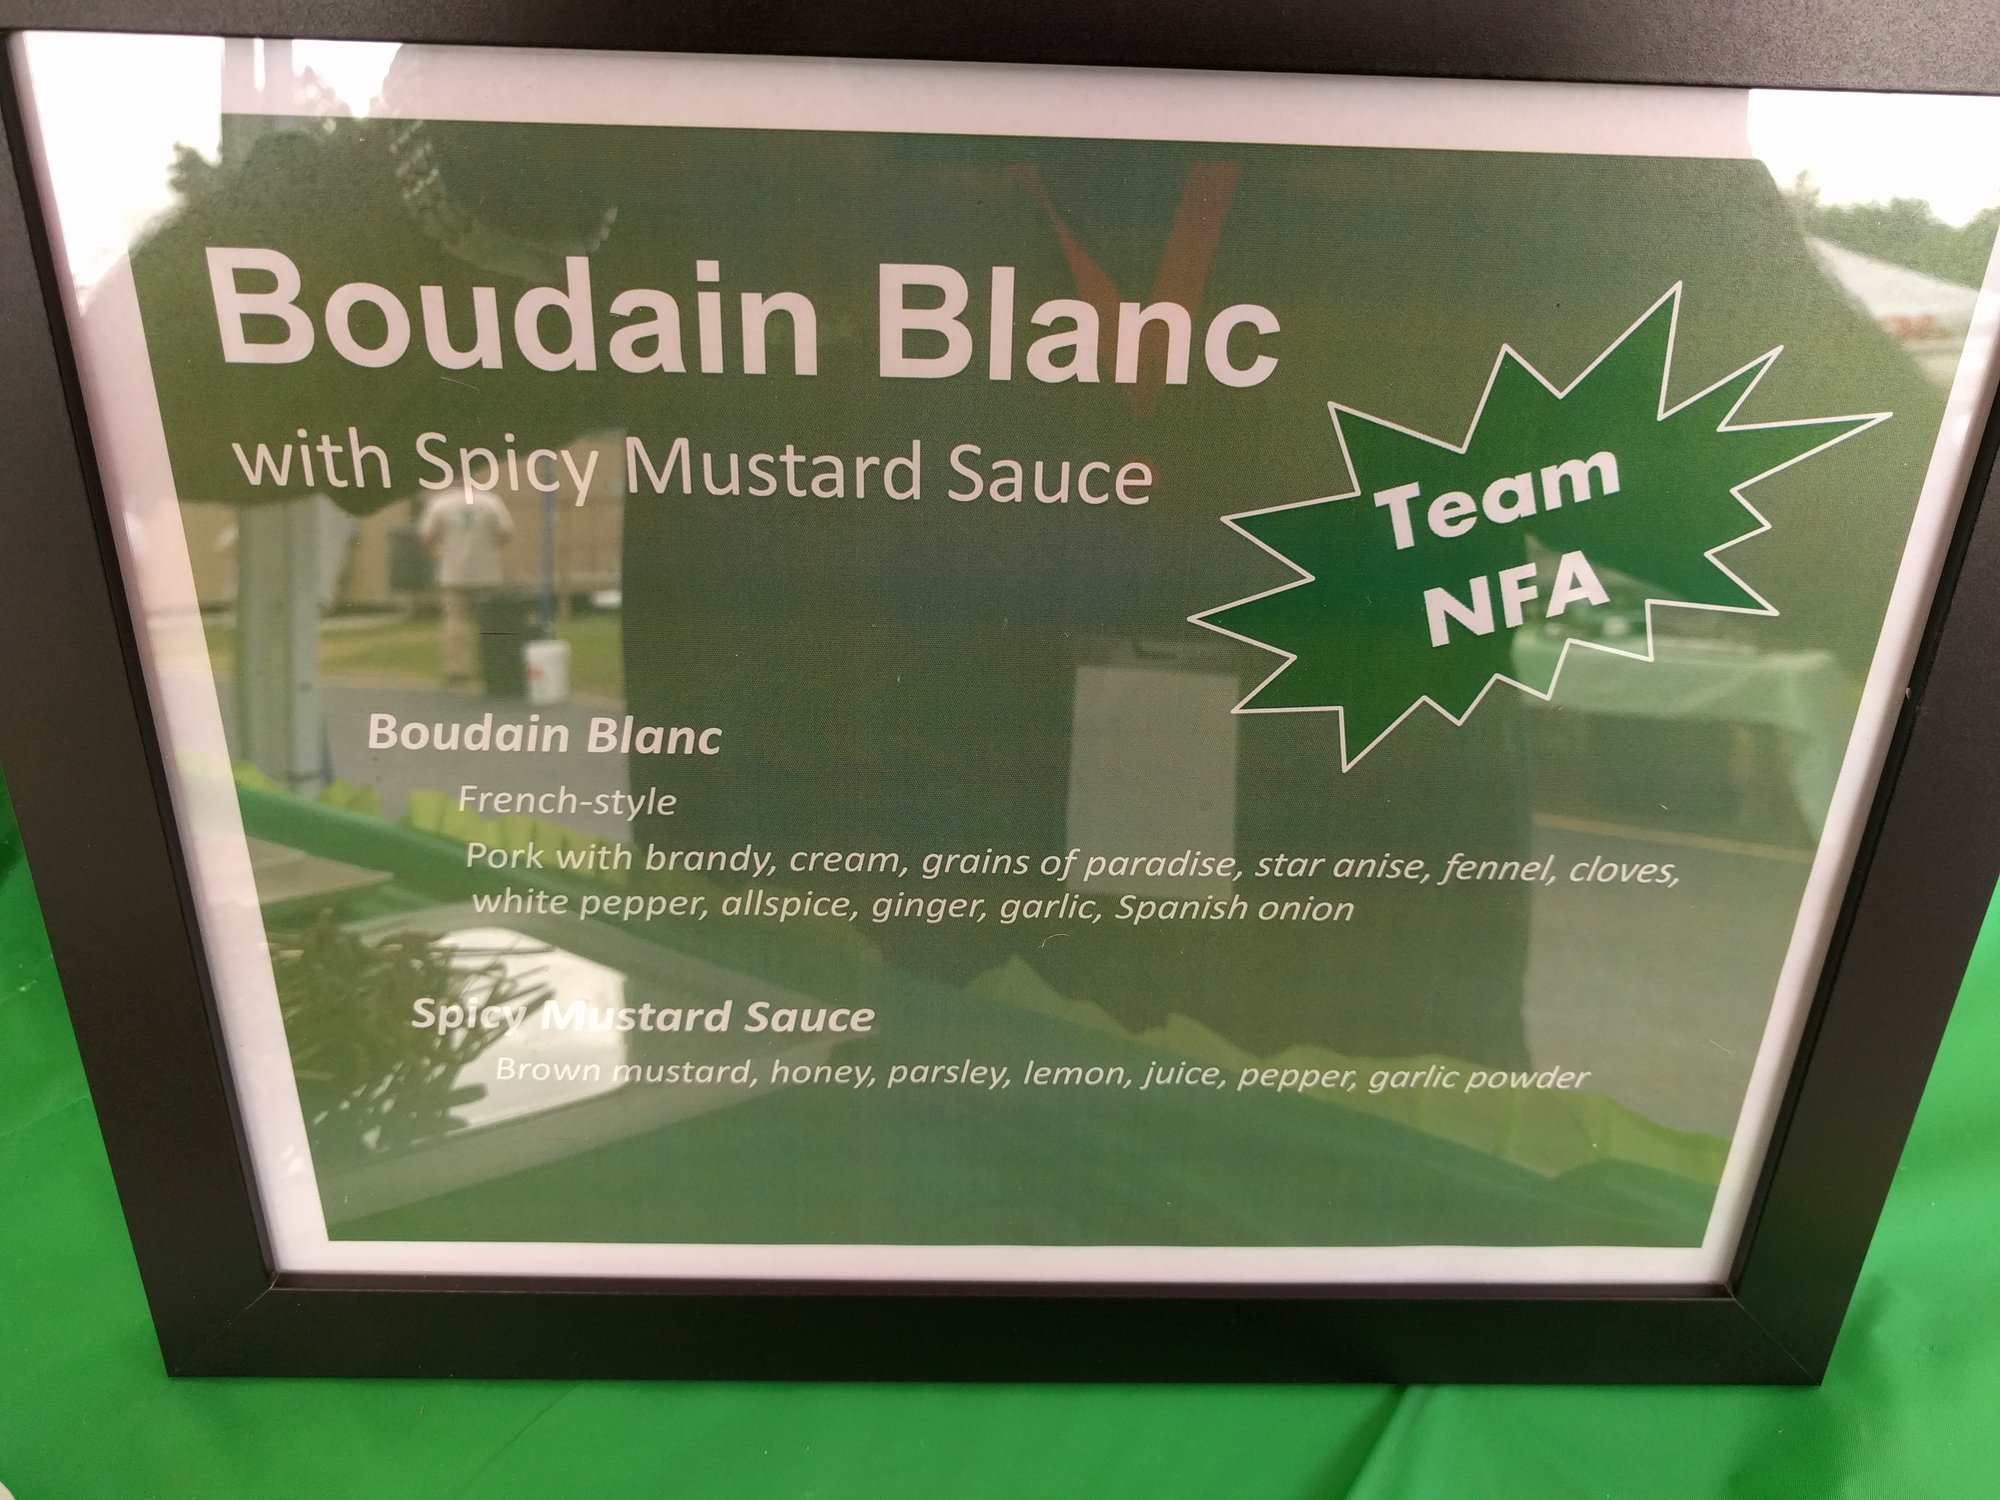 Boudain Blanc
with Spicy Mustard Sauce
Team
NFA
Boudain Blanc
French-style
Pork with brandy, cream, grains of paradise, star anise, fennel, cloves,
white pepper, allspice, ginger, garlic, Spanish onion
Spicy Mustard Sauce
Brown mustard, honey, parsley, lemon, juice, pepper, garlic powder